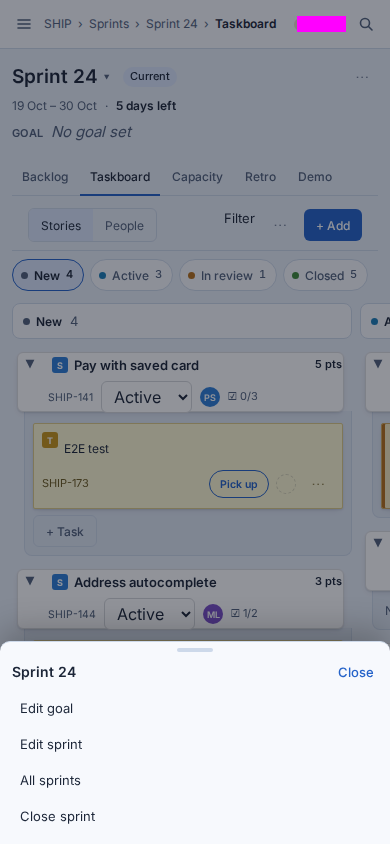 SHIP › Sprints › Sprint 24 › Taskboard
Sprint 24 ▾ Current ···
19 Oct – 30 Oct · 5 days left
GOAL No goal set
Backlog Taskboard Capacity Retro Demo
Stories People Filter ··· + Add
New 4 Active 3 In review 1 Closed 5
New 4 A
▼ S Pay with saved card 5 pts
SHIP-141 Active PS ☑ 0/3
T E2E test
SHIP-173 Pick up ···
+ Task
▼ S Address autocomplete 3 pts
SHIP-144 Active ML ☑ 1/2
Sprint 24 Close
Edit goal
Edit sprint
All sprints
Close sprint